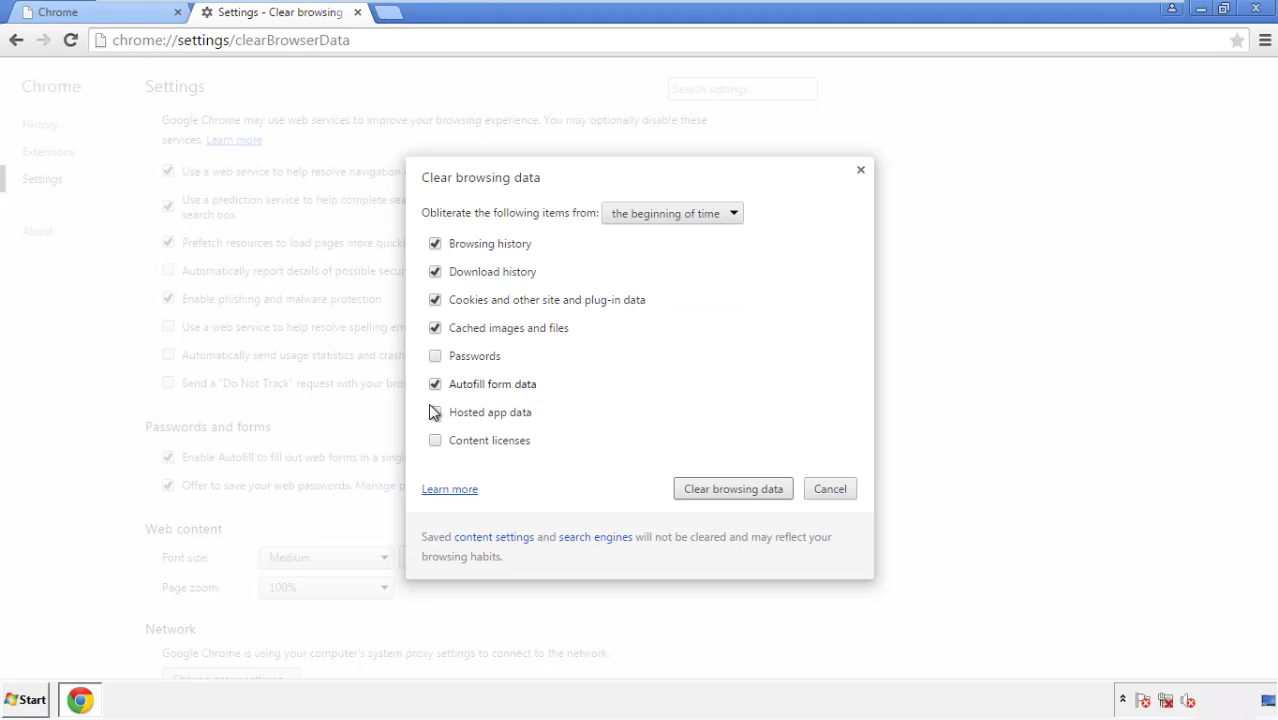 Chrome
Settings - Clear browsing
chrome://settings/clearBrowserData
Chrome
History
Extensions
Settings
About
Settings
Search settings
Google Chrome may use web services to improve your browsing experience. You may optionally disable these
services. Learn more
Use a web service to help resolve navigation
Use a prediction service to help complete
search box
Prefetch resources to load pages more
Automatically report details of possible
Enable phishing and malware protection
Use a web service to help resolve spelling
Automatically send usage statistics and
Send a "Do Not Track" request with your
Passwords and forms
Enable Autofill to fill out web forms in a
Offer to save your web passwords. Manage
Web content
Font size: Medium
Page zoom: 100%
Network
Google Chrome is using your computer's system proxy settings to connect to the network.
Clear browsing data
Obliterate the following items from: the beginning of time
Browsing history
Download history
Cookies and other site and plug-in data
Cached images and files
Passwords
Autofill form data
Hosted app data
Content licenses
Learn more
Clear browsing data
Cancel
Saved content settings and search engines will not be cleared and may reflect your
browsing habits.
Start